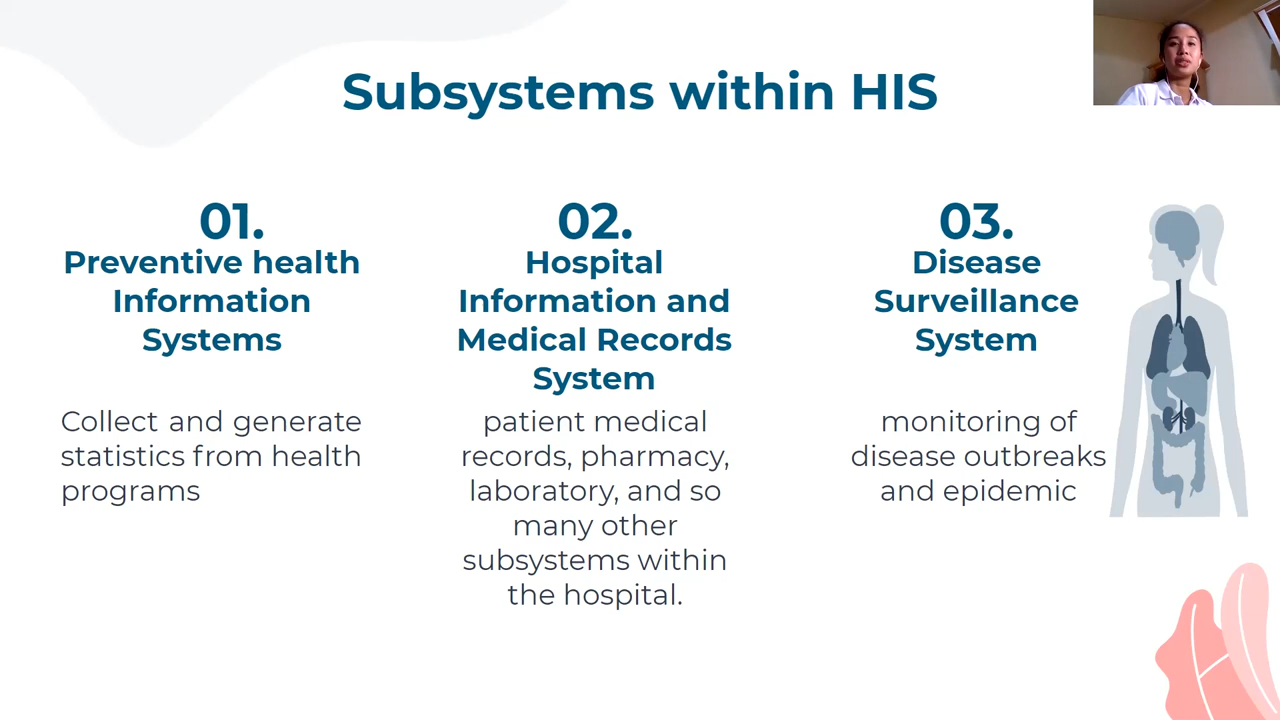 Subsystems within HIS
01.
Preventive health
Information
Systems
Collect and generate
statistics from health
programs
02.
Hospital
Information and
Medical Records
System
patient medical
records, pharmacy,
laboratory, and so
many other
subsystems within
the hospital.
03.
Disease
Surveillance
System
monitoring of
disease outbreaks
and epidemic